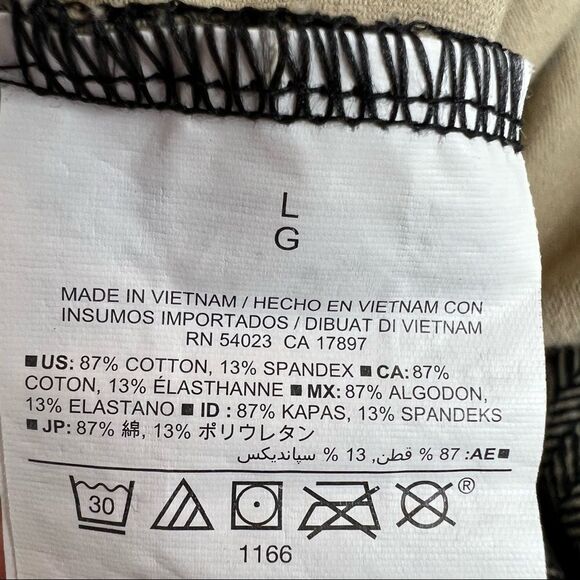 L
G
MADE IN VIETNAM / HECHO EN VIETNAM CON
INSUMOS IMPORTADOS / DIBUAT DI VIETNAM
RN 54023 CA 17897
■US: 87% COTTON, 13% SPANDEX ■ CA:87%
COTON, 13% ÉLASTHANNE ■ MX: 87% ALGODON,
13% ELASTANO ■ ID : 87% KAPAS, 13% SPANDEKS
■ JP: 87% 綿, 13% ポリウレタン
■AE: 87 % قطن, 13 % سپاندیكس
30
®
1166